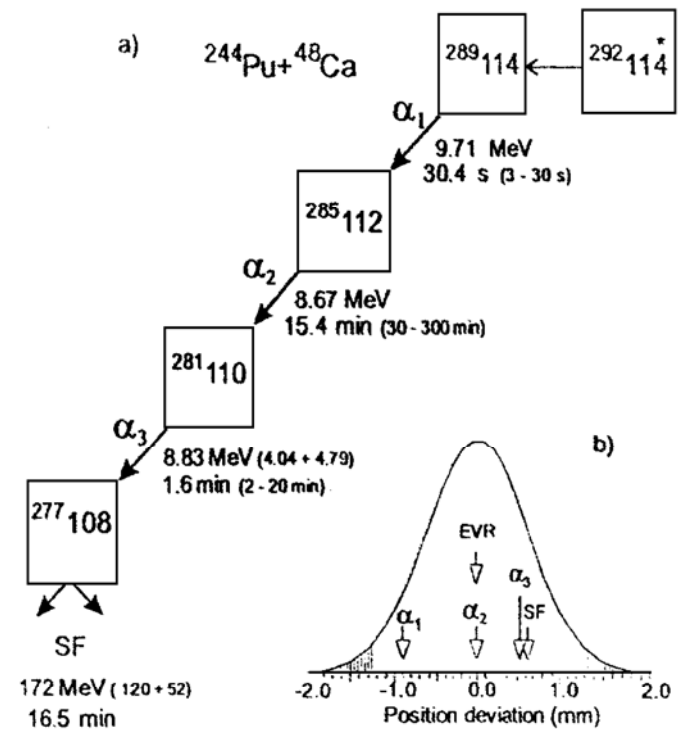 a)
²⁴⁴Pu+⁴⁸Ca
²⁸⁹114
²⁹²114*
α₁
9.71 MeV
30.4 s (3 - 30 s)
²⁸⁵112
α₂
8.67 MeV
15.4 min (30 - 300 min)
²⁸¹110
α₃
8.83 MeV (4.04 + 4.79)
1.6 min (2 - 20 min)
²⁷⁷108
SF
172 MeV ( 120 + 52)
16.5 min
b)
EVR
α₃
α₁ α₂ SF
-2.0 -1.0 0.0 1.0 2.0
Position deviation (mm)